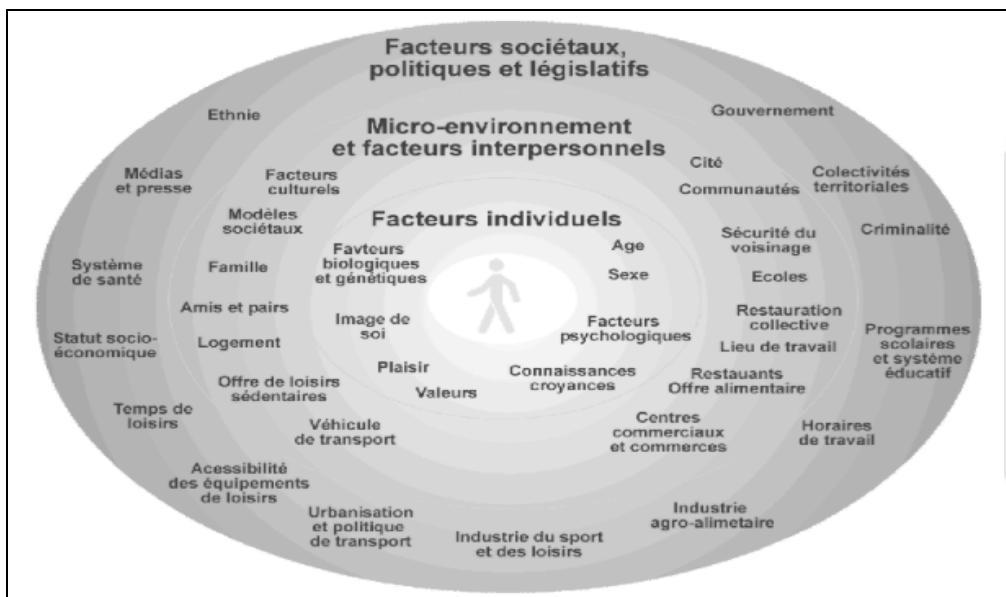 Facteurs sociétaux,
politiques et législatifs
Ethnie
Gouvernement
Micro-environnement
et facteurs interpersonnels
Médias
et presse
Facteurs
culturels
Cité
Communautés
Colectivités
territoriales
Modèles
sociétaux
Facteurs individuels
Sécurité du
voisinage
Criminalité
Système
de santé
Famille
Favteurs
biologiques
et génétiques
Age
Sexe
Ecoles
Amis et pairs
Image de
soi
Facteurs
psychologiques
Restauration
collective
Statut socio-
économique
Logement
Lieu de travail
Programmes
scolaires
et système
éducatif
Plaisir
Valeurs
Connaissances
croyances
Restauants
Offre alimentaire
Offre de loisirs
sédentaires
Temps de
loisirs
Véhicule
de transport
Centres
commerciaux
et commerces
Horaires
de travail
Acessibilité
des équipements
de loisirs
Urbanisation
et politique
de transport
Industrie du sport
et des loisirs
Industrie
agro-alimetaire